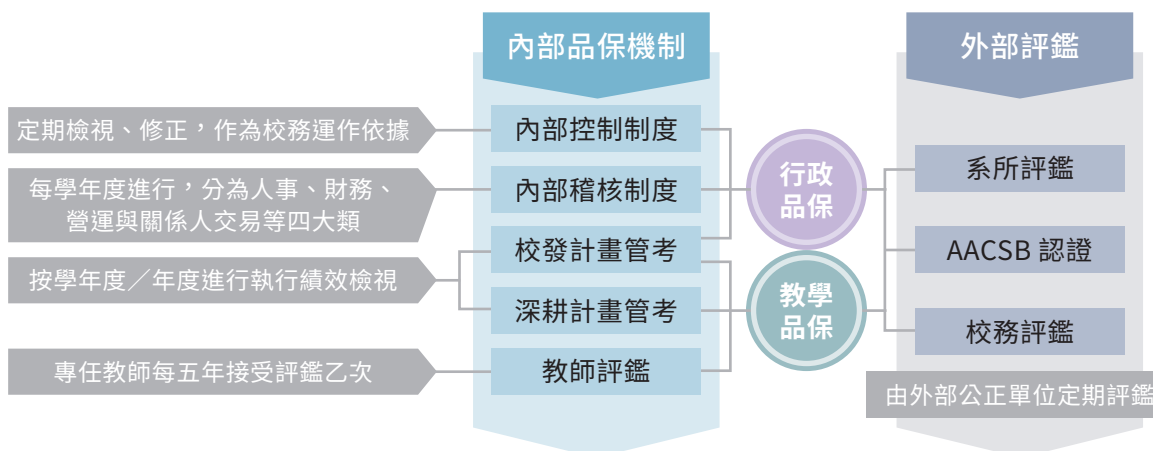 內部品保機制
外部評鑑
定期檢視、修正，作為校務運作依據
內部控制制度
每學年度進行，分為人事、財務、
營運與關係人交易等四大類
內部稽核制度
按學年度／年度進行執行績效檢視
校發計畫管考
深耕計畫管考
專任教師每五年接受評鑑乙次
教師評鑑
行政
品保
教學
品保
系所評鑑
AACSB 認證
校務評鑑
由外部公正單位定期評鑑